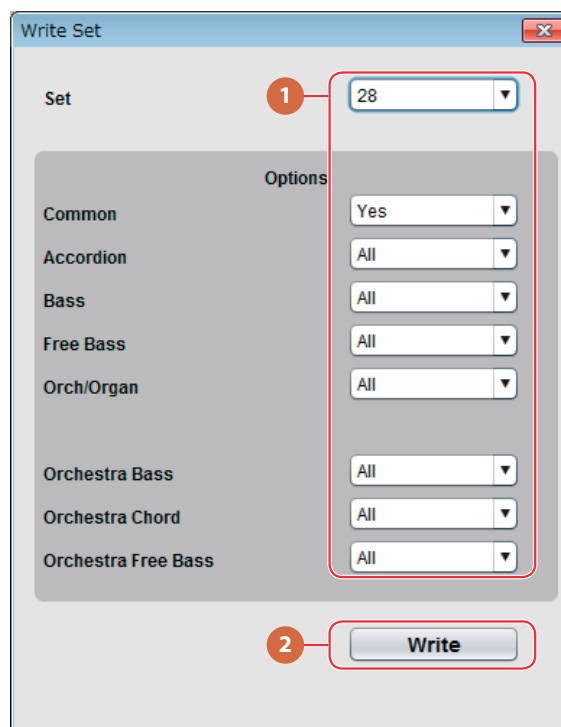 Write Set
Set 1 28
Options
Common Yes
Accordion All
Bass All
Free Bass All
Orch/Organ All
Orchestra Bass All
Orchestra Chord All
Orchestra Free Bass All
2 Write